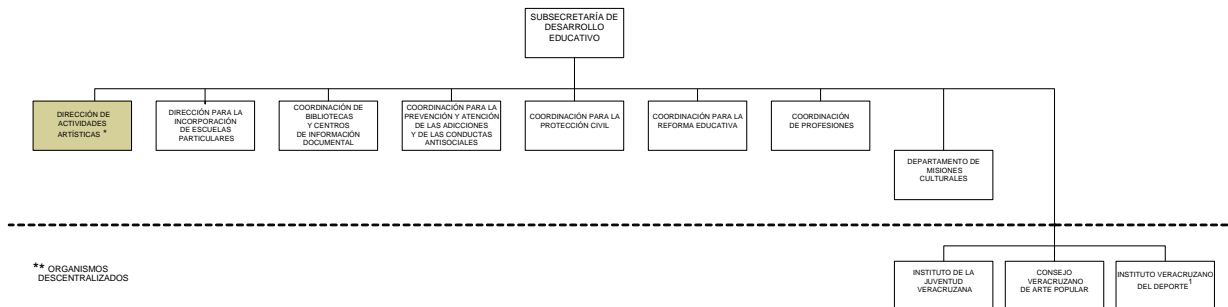 SUBSECRETARÍA DE
DESARROLLO
EDUCATIVO
DIRECCIÓN DE
ACTIVIDADES
ARTÍSTICAS *
DIRECCIÓN PARA LA
INCORPORACIÓN
DE ESCUELAS
PARTICULARES
COORDINACIÓN DE
BIBLIOTECAS
Y CENTROS
DE INFORMACIÓN
DOCUMENTAL
COORDINACIÓN PARA LA
PREVENCIÓN Y ATENCIÓN
DE LAS ADICCIONES
Y DE LAS CONDUCTAS
ANTISOCIALES
COORDINACIÓN PARA LA
PROTECCIÓN CIVIL
COORDINACIÓN PARA LA
REFORMA EDUCATIVA
COORDINACIÓN
DE PROFESIONES
DEPARTAMENTO DE
MISIONES
CULTURALES
** ORGANISMOS
DESCENTRALIZADOS
INSTITUTO DE LA
JUVENTUD
VERACRUZANA
CONSEJO
VERACRUZANO
DE ARTE POPULAR
INSTITUTO VERACRUZANO
DEL DEPORTE 1